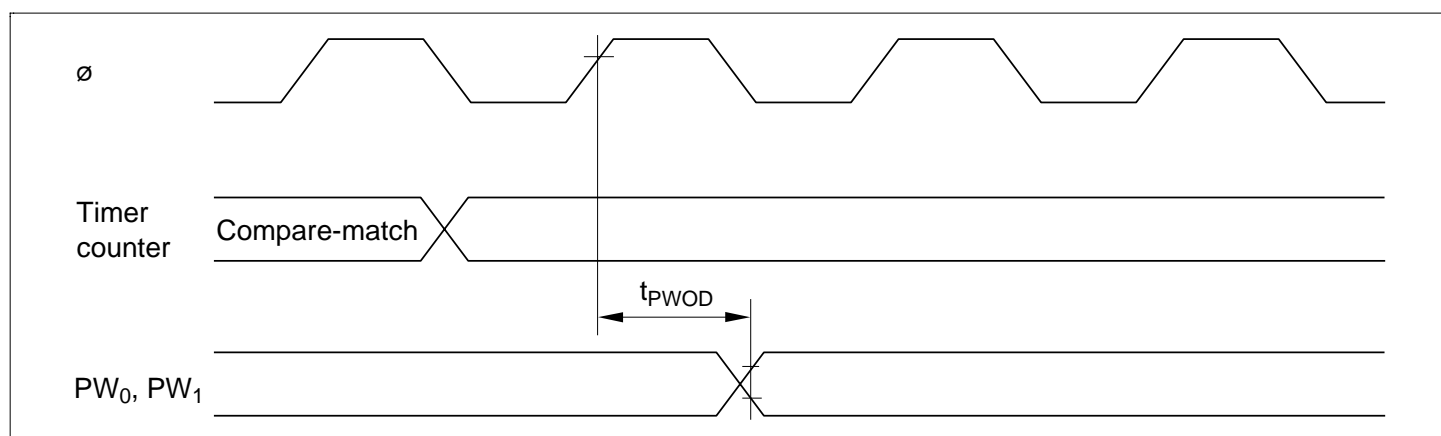 ø
Timer
counter
Compare-match
tPWOD
PW0, PW1